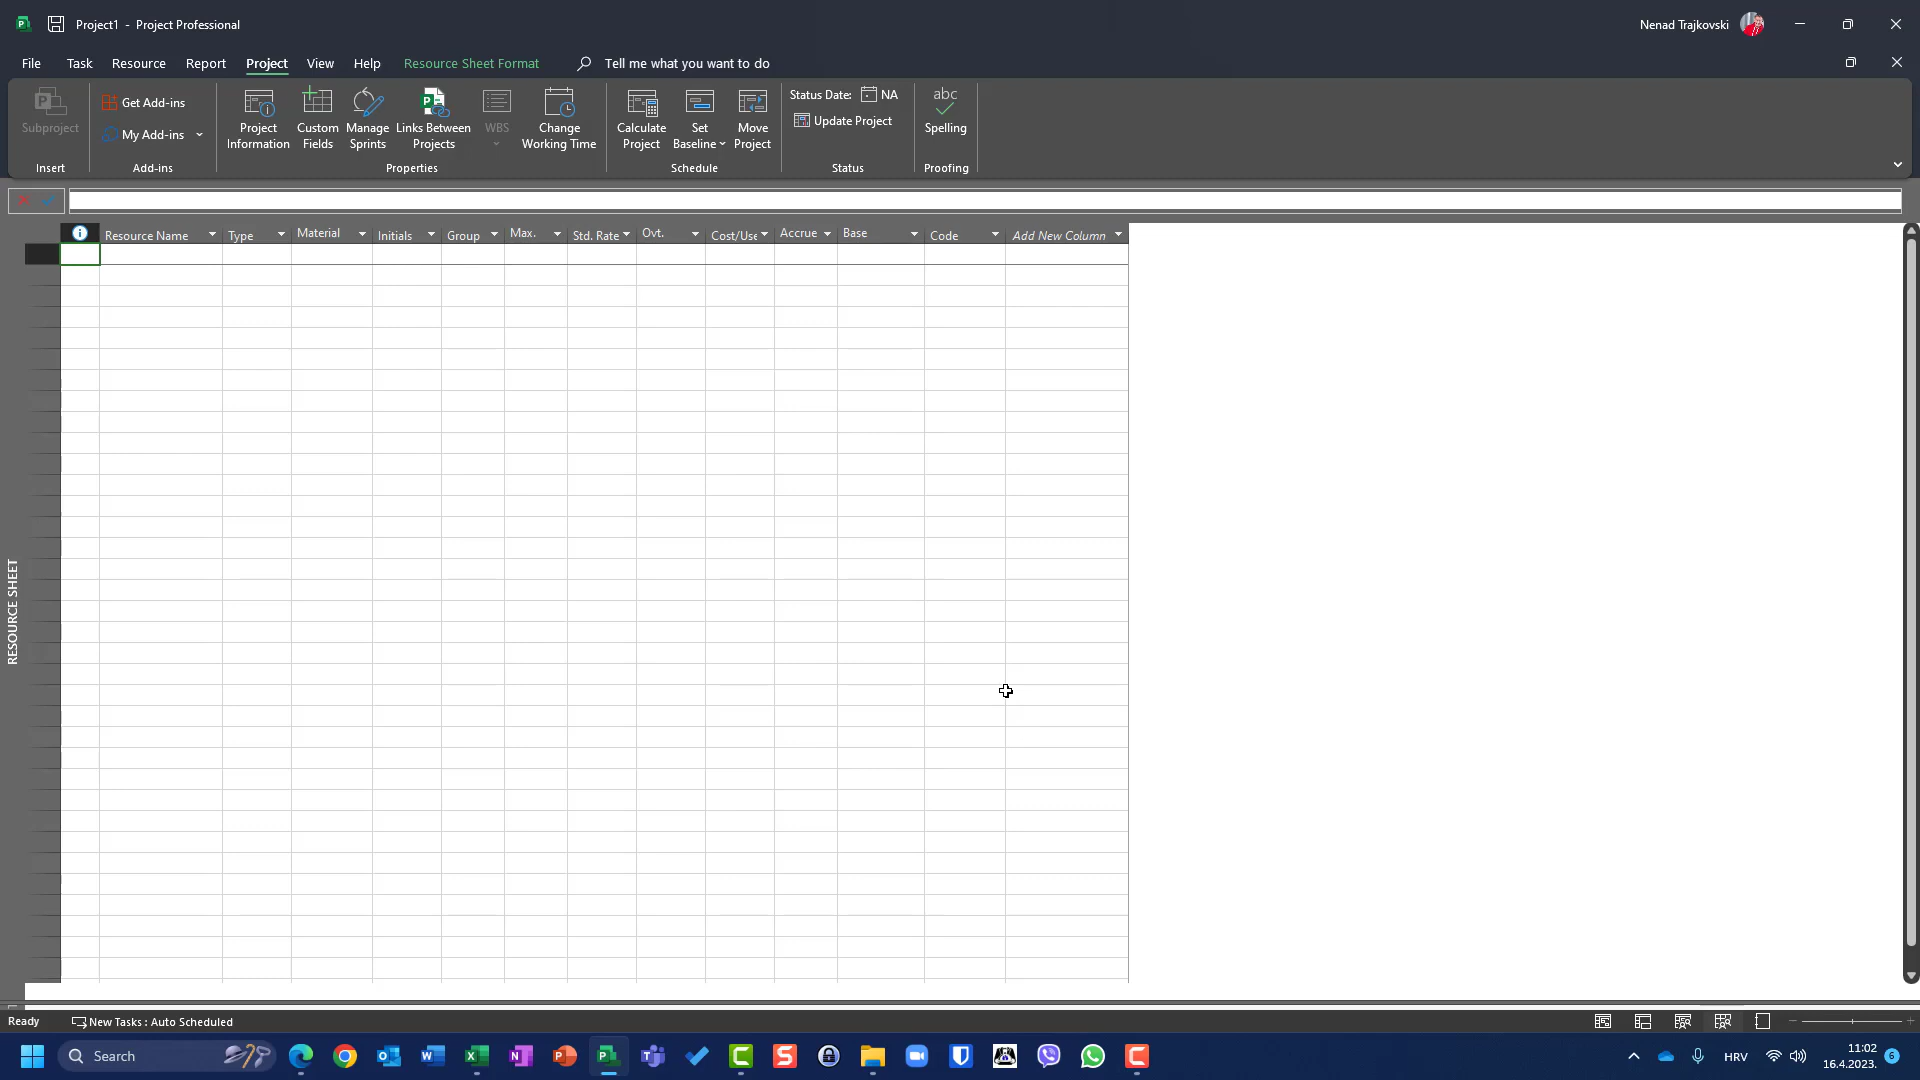 Project1 - Project Professional
Nenad Trajkovski
File Task Resource Report Project View Help Resource Sheet Format Tell me what you want to do
Subproject
Insert
Get Add-ins
My Add-ins
Add-ins
Project Information
Custom Fields
Manage Sprints
Links Between Projects
WBS
Change Working Time
Properties
Calculate Project
Set Baseline
Move Project
Schedule
Status Date: NA
Update Project
Status
abc
Spelling
Proofing
Resource Name Type Material Initials Group Max. Std. Rate Ovt. Cost/Use Accrue Base Code Add New Column
RESOURCE SHEET
Ready New Tasks : Auto Scheduled
Search
HRV
11:02
16.4.2023.
6